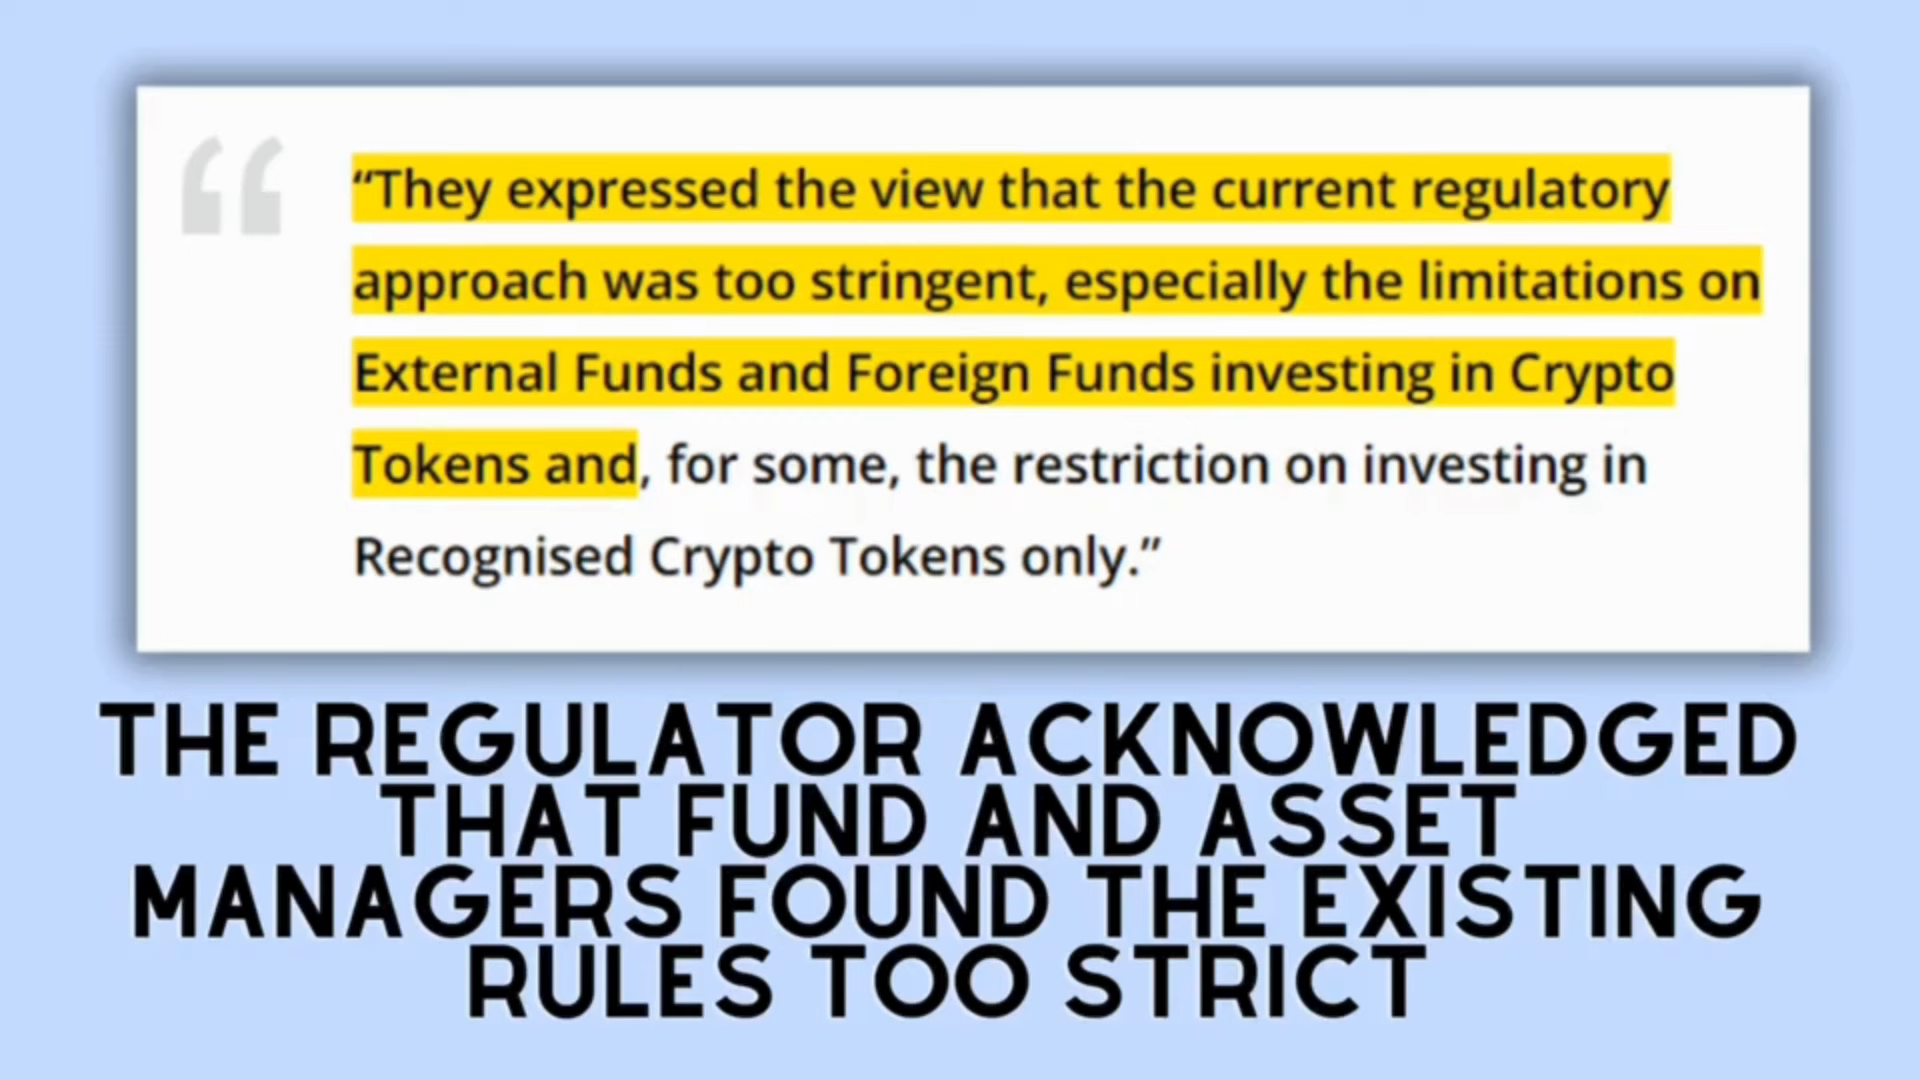 “They expressed the view that the current regulatory
approach was too stringent, especially the limitations on
External Funds and Foreign Funds investing in Crypto
Tokens and, for some, the restriction on investing in
Recognised Crypto Tokens only.”
THE REGULATOR ACKNOWLEDGED
THAT FUND AND ASSET
MANAGERS FOUND THE EXISTING
RULES TOO STRICT